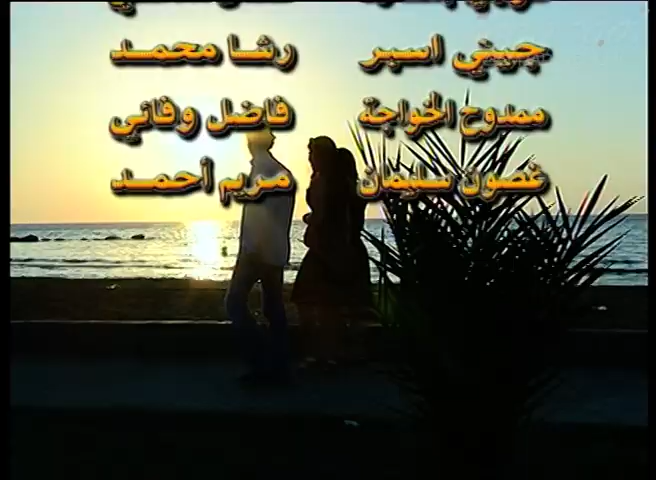 جيني اسبر رشا محمد
ممدوح الخواجة فاضل وفائي
غصون سليمان مريم أحمد